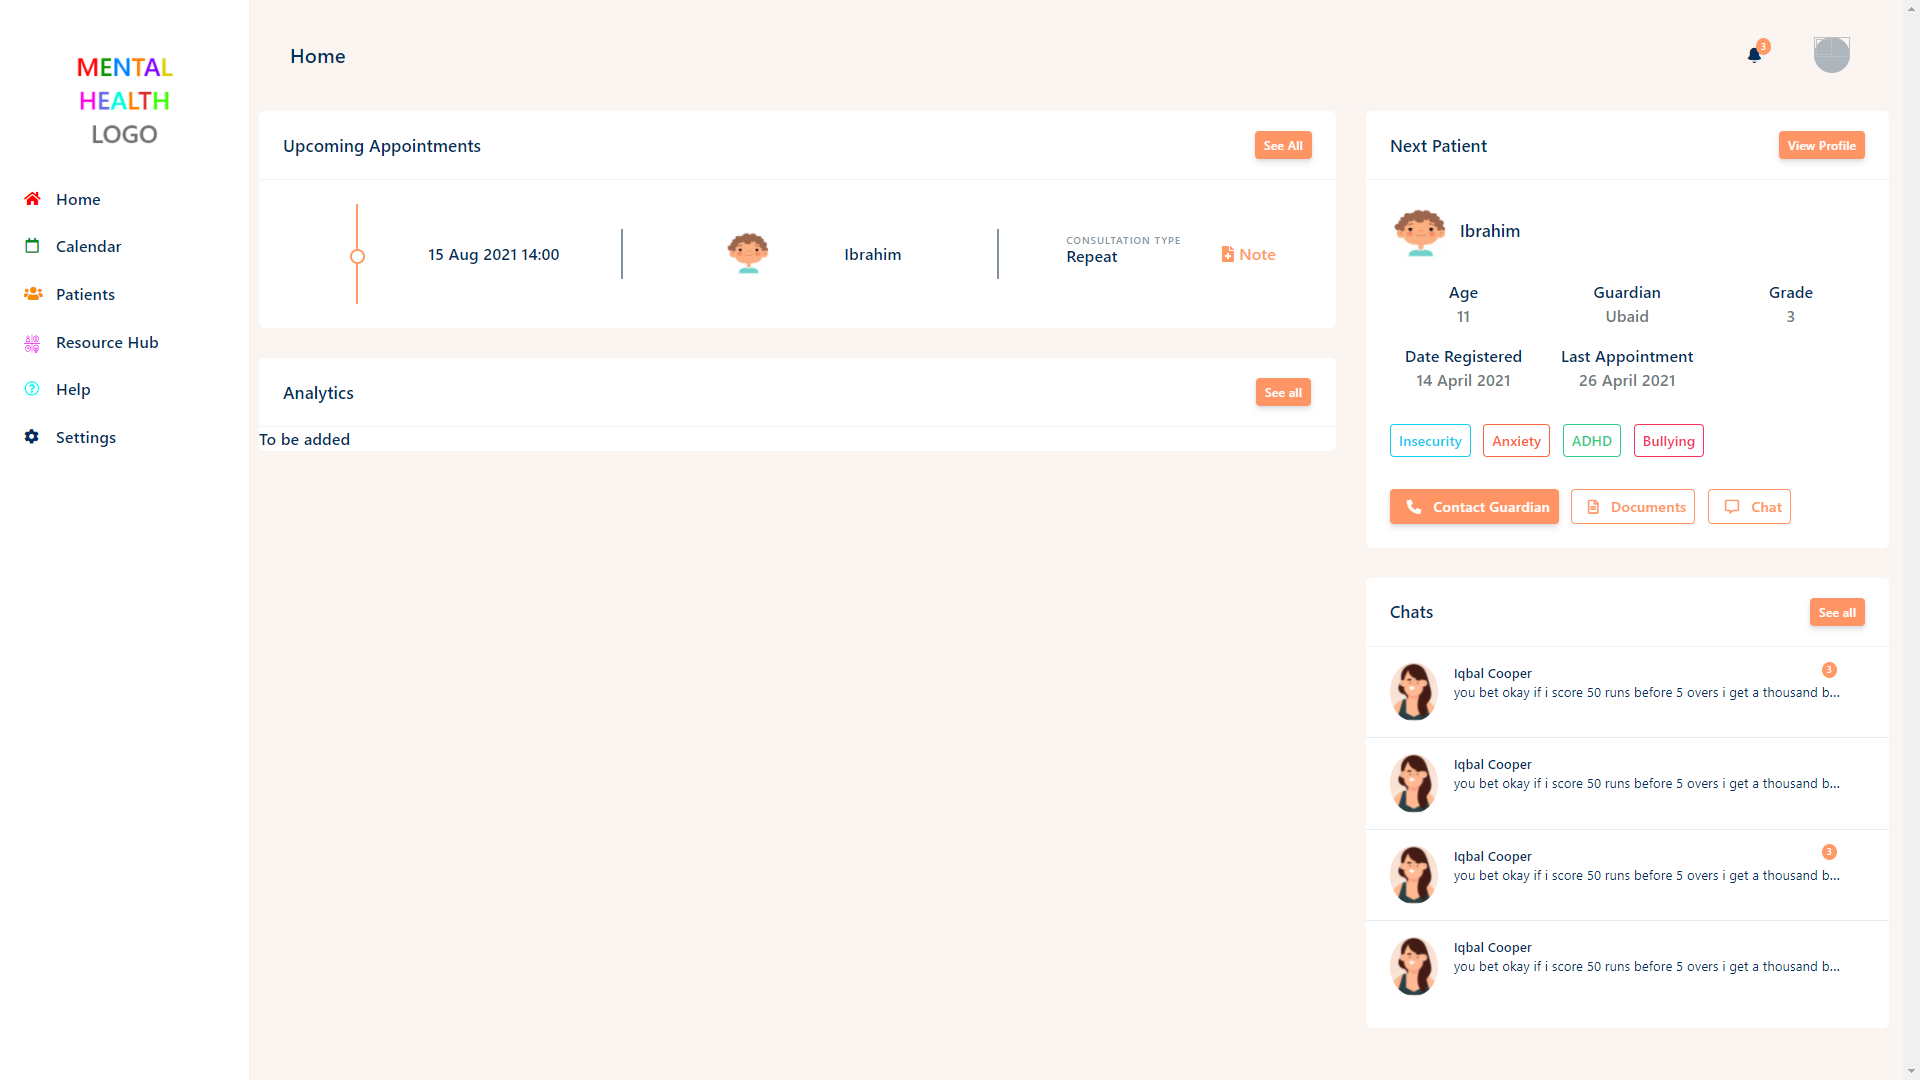 MENTAL
HEALTH
LOGO
Home
Calendar
Patients
Resource Hub
Help
Settings
Home
3
Upcoming Appointments
See All
15 Aug 2021 14:00
Ibrahim
CONSULTATION TYPE
Repeat
Note
Analytics
See all
To be added
Next Patient
View Profile
Ibrahim
Age
Guardian
Grade
11
Ubaid
3
Date Registered
Last Appointment
14 April 2021
26 April 2021
Insecurity
Anxiety
ADHD
Bullying
Contact Guardian
Documents
Chat
Chats
See all
Iqbal Cooper
3
you bet okay if i score 50 runs before 5 overs i get a thousand b...
Iqbal Cooper
you bet okay if i score 50 runs before 5 overs i get a thousand b...
Iqbal Cooper
3
you bet okay if i score 50 runs before 5 overs i get a thousand b...
Iqbal Cooper
you bet okay if i score 50 runs before 5 overs i get a thousand b...